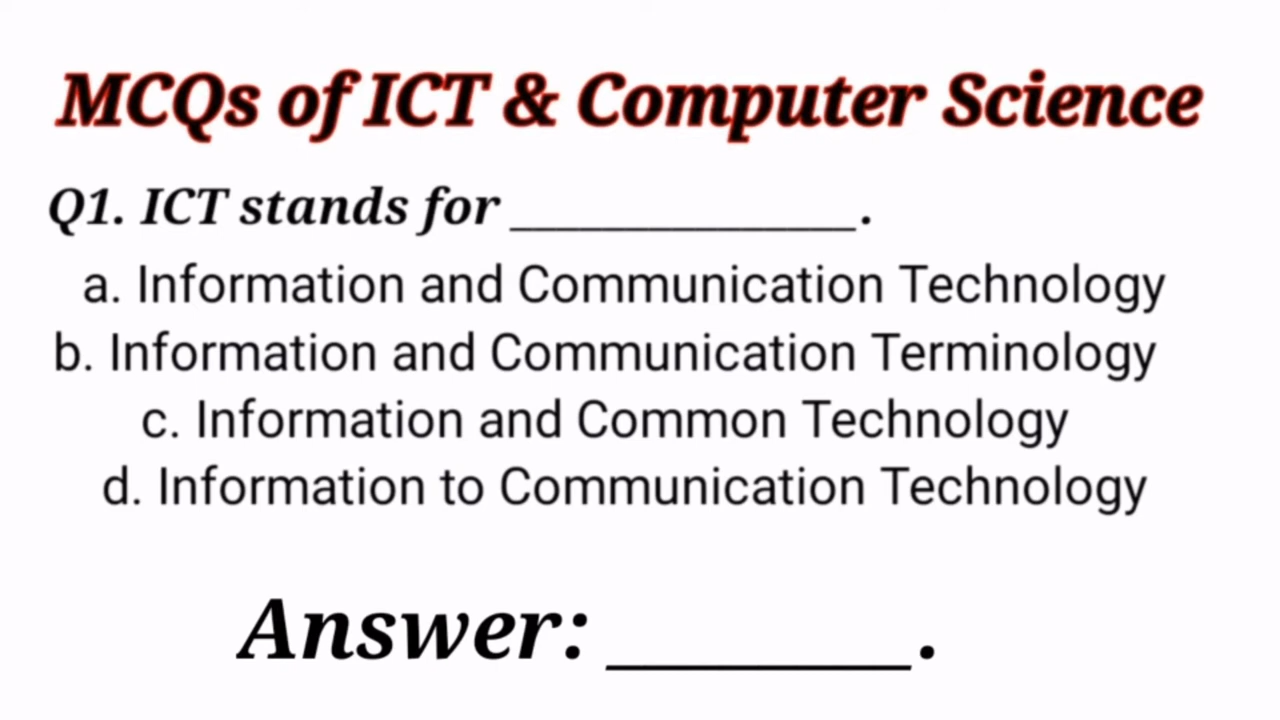 MCQs of ICT & Computer Science
Q1. ICT stands for _______________.
a. Information and Communication Technology
b. Information and Communication Terminology
c. Information and Common Technology
d. Information to Communication Technology
Answer: ________.